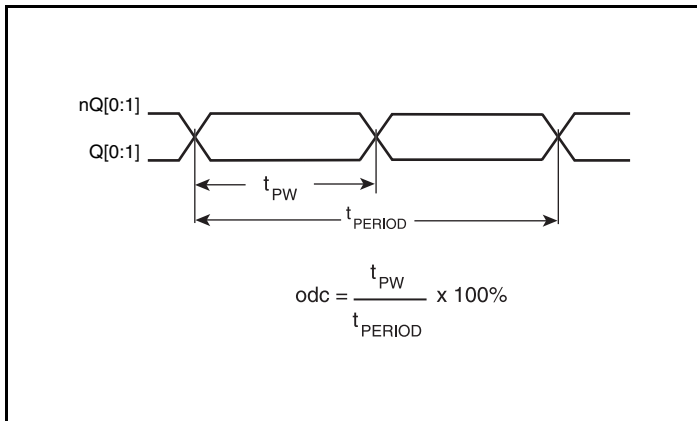 nQ[0:1]
Q[0:1]
tPW
tPERIOD
odc = tPW / tPERIOD x 100%